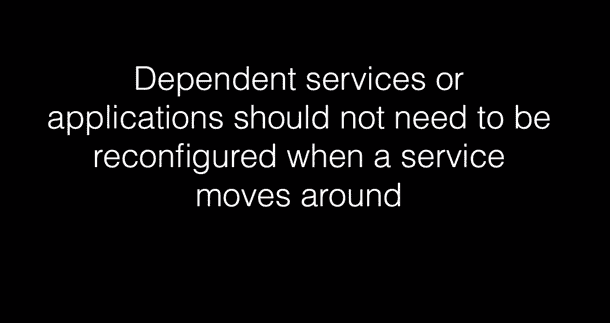 Dependent services or
applications should not need to be
reconfigured when a service
moves around